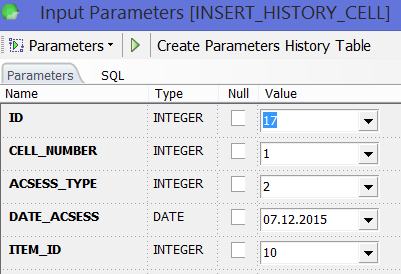 Input Parameters [INSERT_HISTORY_CELL]
Parameters Create Parameters History Table
Parameters SQL
Name Type Null Value
ID INTEGER 17
CELL_NUMBER INTEGER 1
ACSESS_TYPE INTEGER 2
DATE_ACSESS DATE 07.12.2015
ITEM_ID INTEGER 10